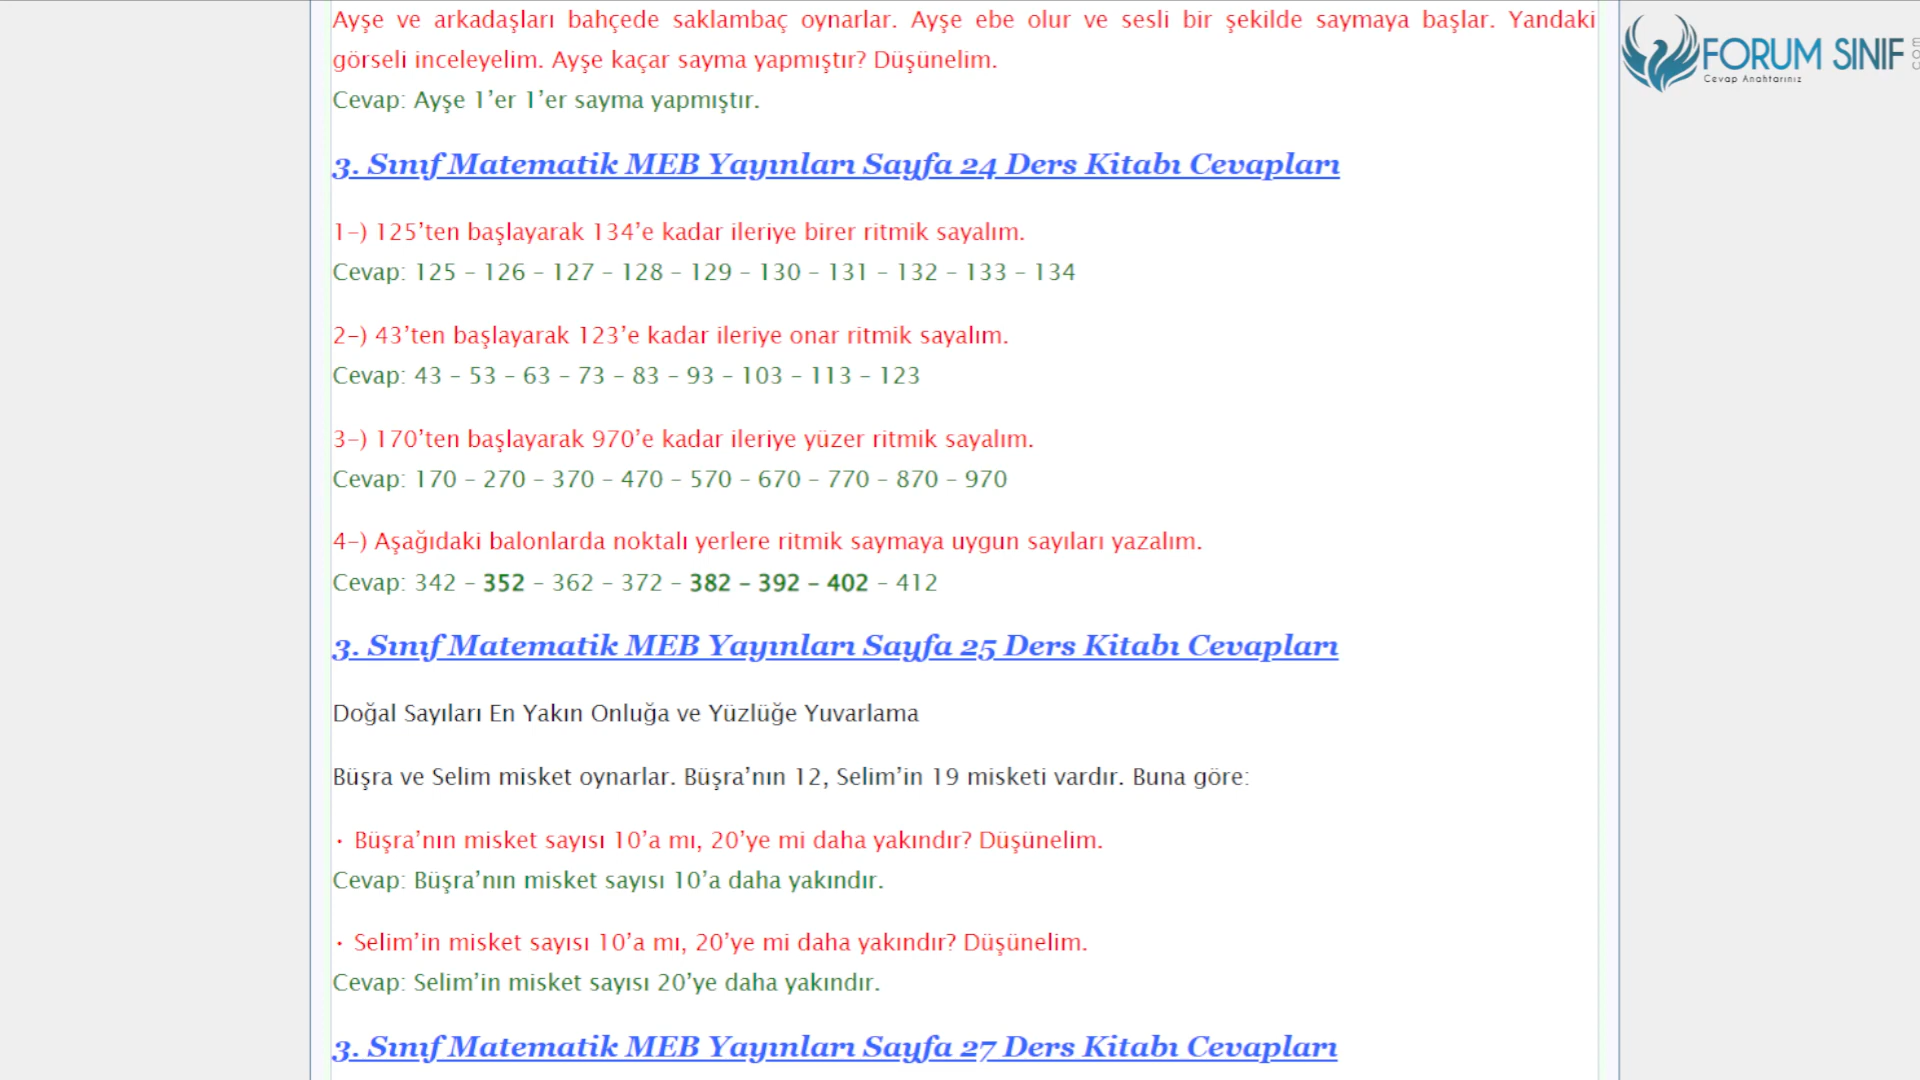 Ayşe ve arkadaşları bahçede saklambaç oynarlar. Ayşe ebe olur ve sesli bir şekilde saymaya başlar. Yandaki
görseli inceleyelim. Ayşe kaçar sayma yapmıştır? Düşünelim.
Cevap: Ayşe 1’er 1’er sayma yapmıştır.
3. Sınıf Matematik MEB Yayınları Sayfa 24 Ders Kitabı Cevapları
1-) 125’ten başlayarak 134’e kadar ileriye birer ritmik sayalım.
Cevap: 125 – 126 – 127 – 128 – 129 – 130 – 131 – 132 – 133 – 134
2-) 43’ten başlayarak 123’e kadar ileriye onar ritmik sayalım.
Cevap: 43 – 53 – 63 – 73 – 83 – 93 – 103 – 113 – 123
3-) 170’ten başlayarak 970’e kadar ileriye yüzer ritmik sayalım.
Cevap: 170 – 270 – 370 – 470 – 570 – 670 – 770 – 870 – 970
4-) Aşağıdaki balonlarda noktalı yerlere ritmik saymaya uygun sayıları yazalım.
Cevap: 342 – 352 – 362 – 372 – 382 – 392 – 402 – 412
3. Sınıf Matematik MEB Yayınları Sayfa 25 Ders Kitabı Cevapları
Doğal Sayıları En Yakın Onluğa ve Yüzlüğe Yuvarlama
Büşra ve Selim misket oynarlar. Büşra’nın 12, Selim’in 19 misketi vardır. Buna göre:
• Büşra’nın misket sayısı 10’a mı, 20’ye mi daha yakındır? Düşünelim.
Cevap: Büşra’nın misket sayısı 10’a daha yakındır.
• Selim’in misket sayısı 10’a mı, 20’ye mi daha yakındır? Düşünelim.
Cevap: Selim’in misket sayısı 20’ye daha yakındır.
3. Sınıf Matematik MEB Yayınları Sayfa 27 Ders Kitabı Cevapları
FORUM SINIF
Cevap Anahtarınız